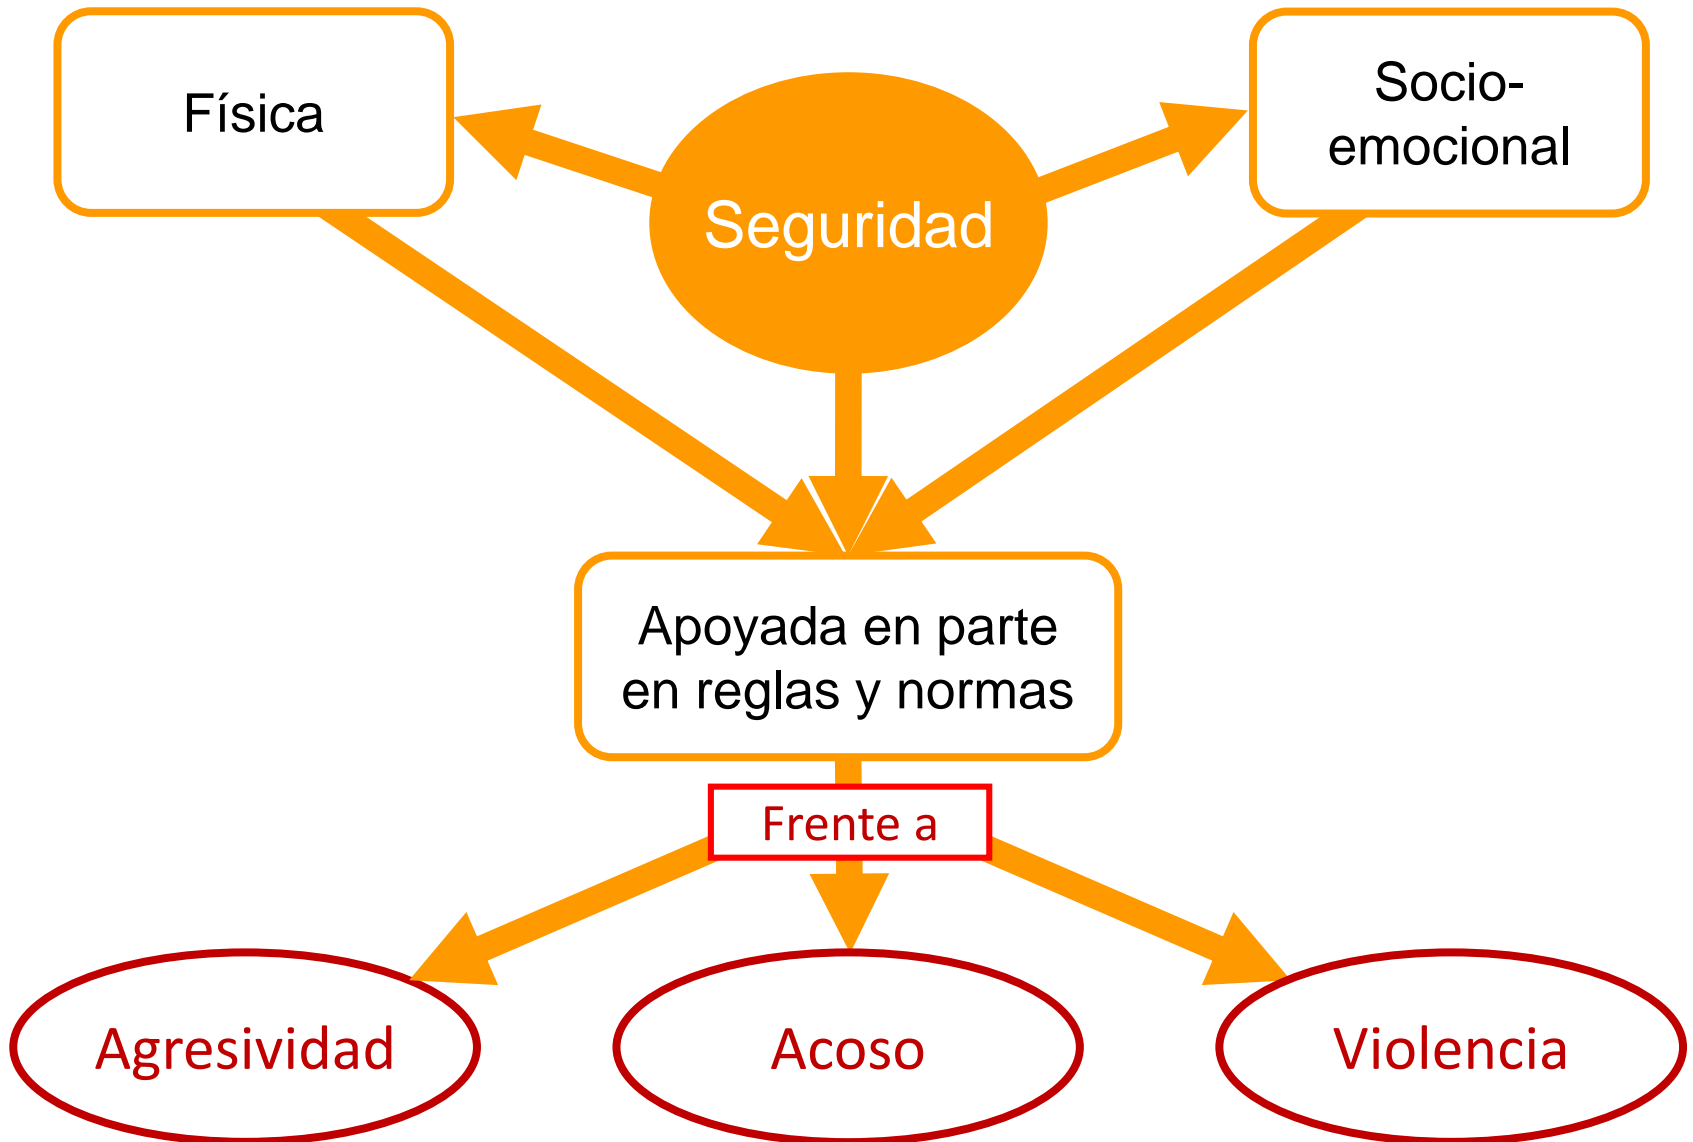 Física
Socio-
emocional
Seguridad
Apoyada en parte
en reglas y normas
Frente a
Agresividad
Acoso
Violencia